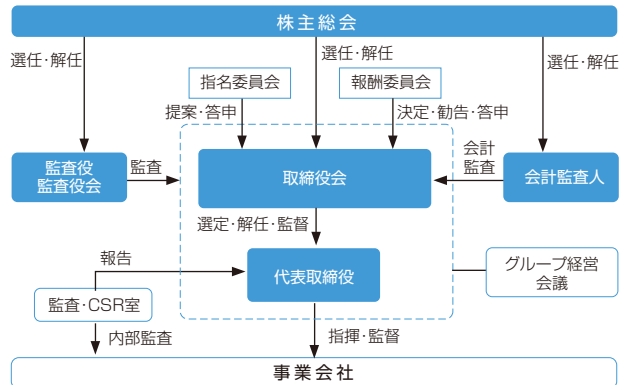 株主総会
選任・解任
選任・解任
選任・解任
指名委員会
報酬委員会
提案・答申
決定・勧告・答申
監査役
監査役会
監査
取締役会
会計
監査
会計監査人
選定・解任・監督
報告
代表取締役
グループ経営
会議
監査・CSR室
内部監査
指揮・監督
事業会社